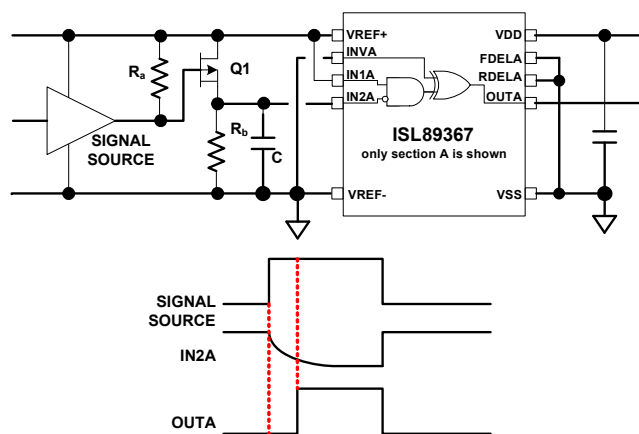 VREF+
VDD
INVA
FDELA
Ra
Q1
IN1A
RDELA
IN2A
OUTA
SIGNAL
SOURCE
Rb
C
ISL89367
only section A is shown
VREF-
VSS
SIGNAL
SOURCE
IN2A
OUTA